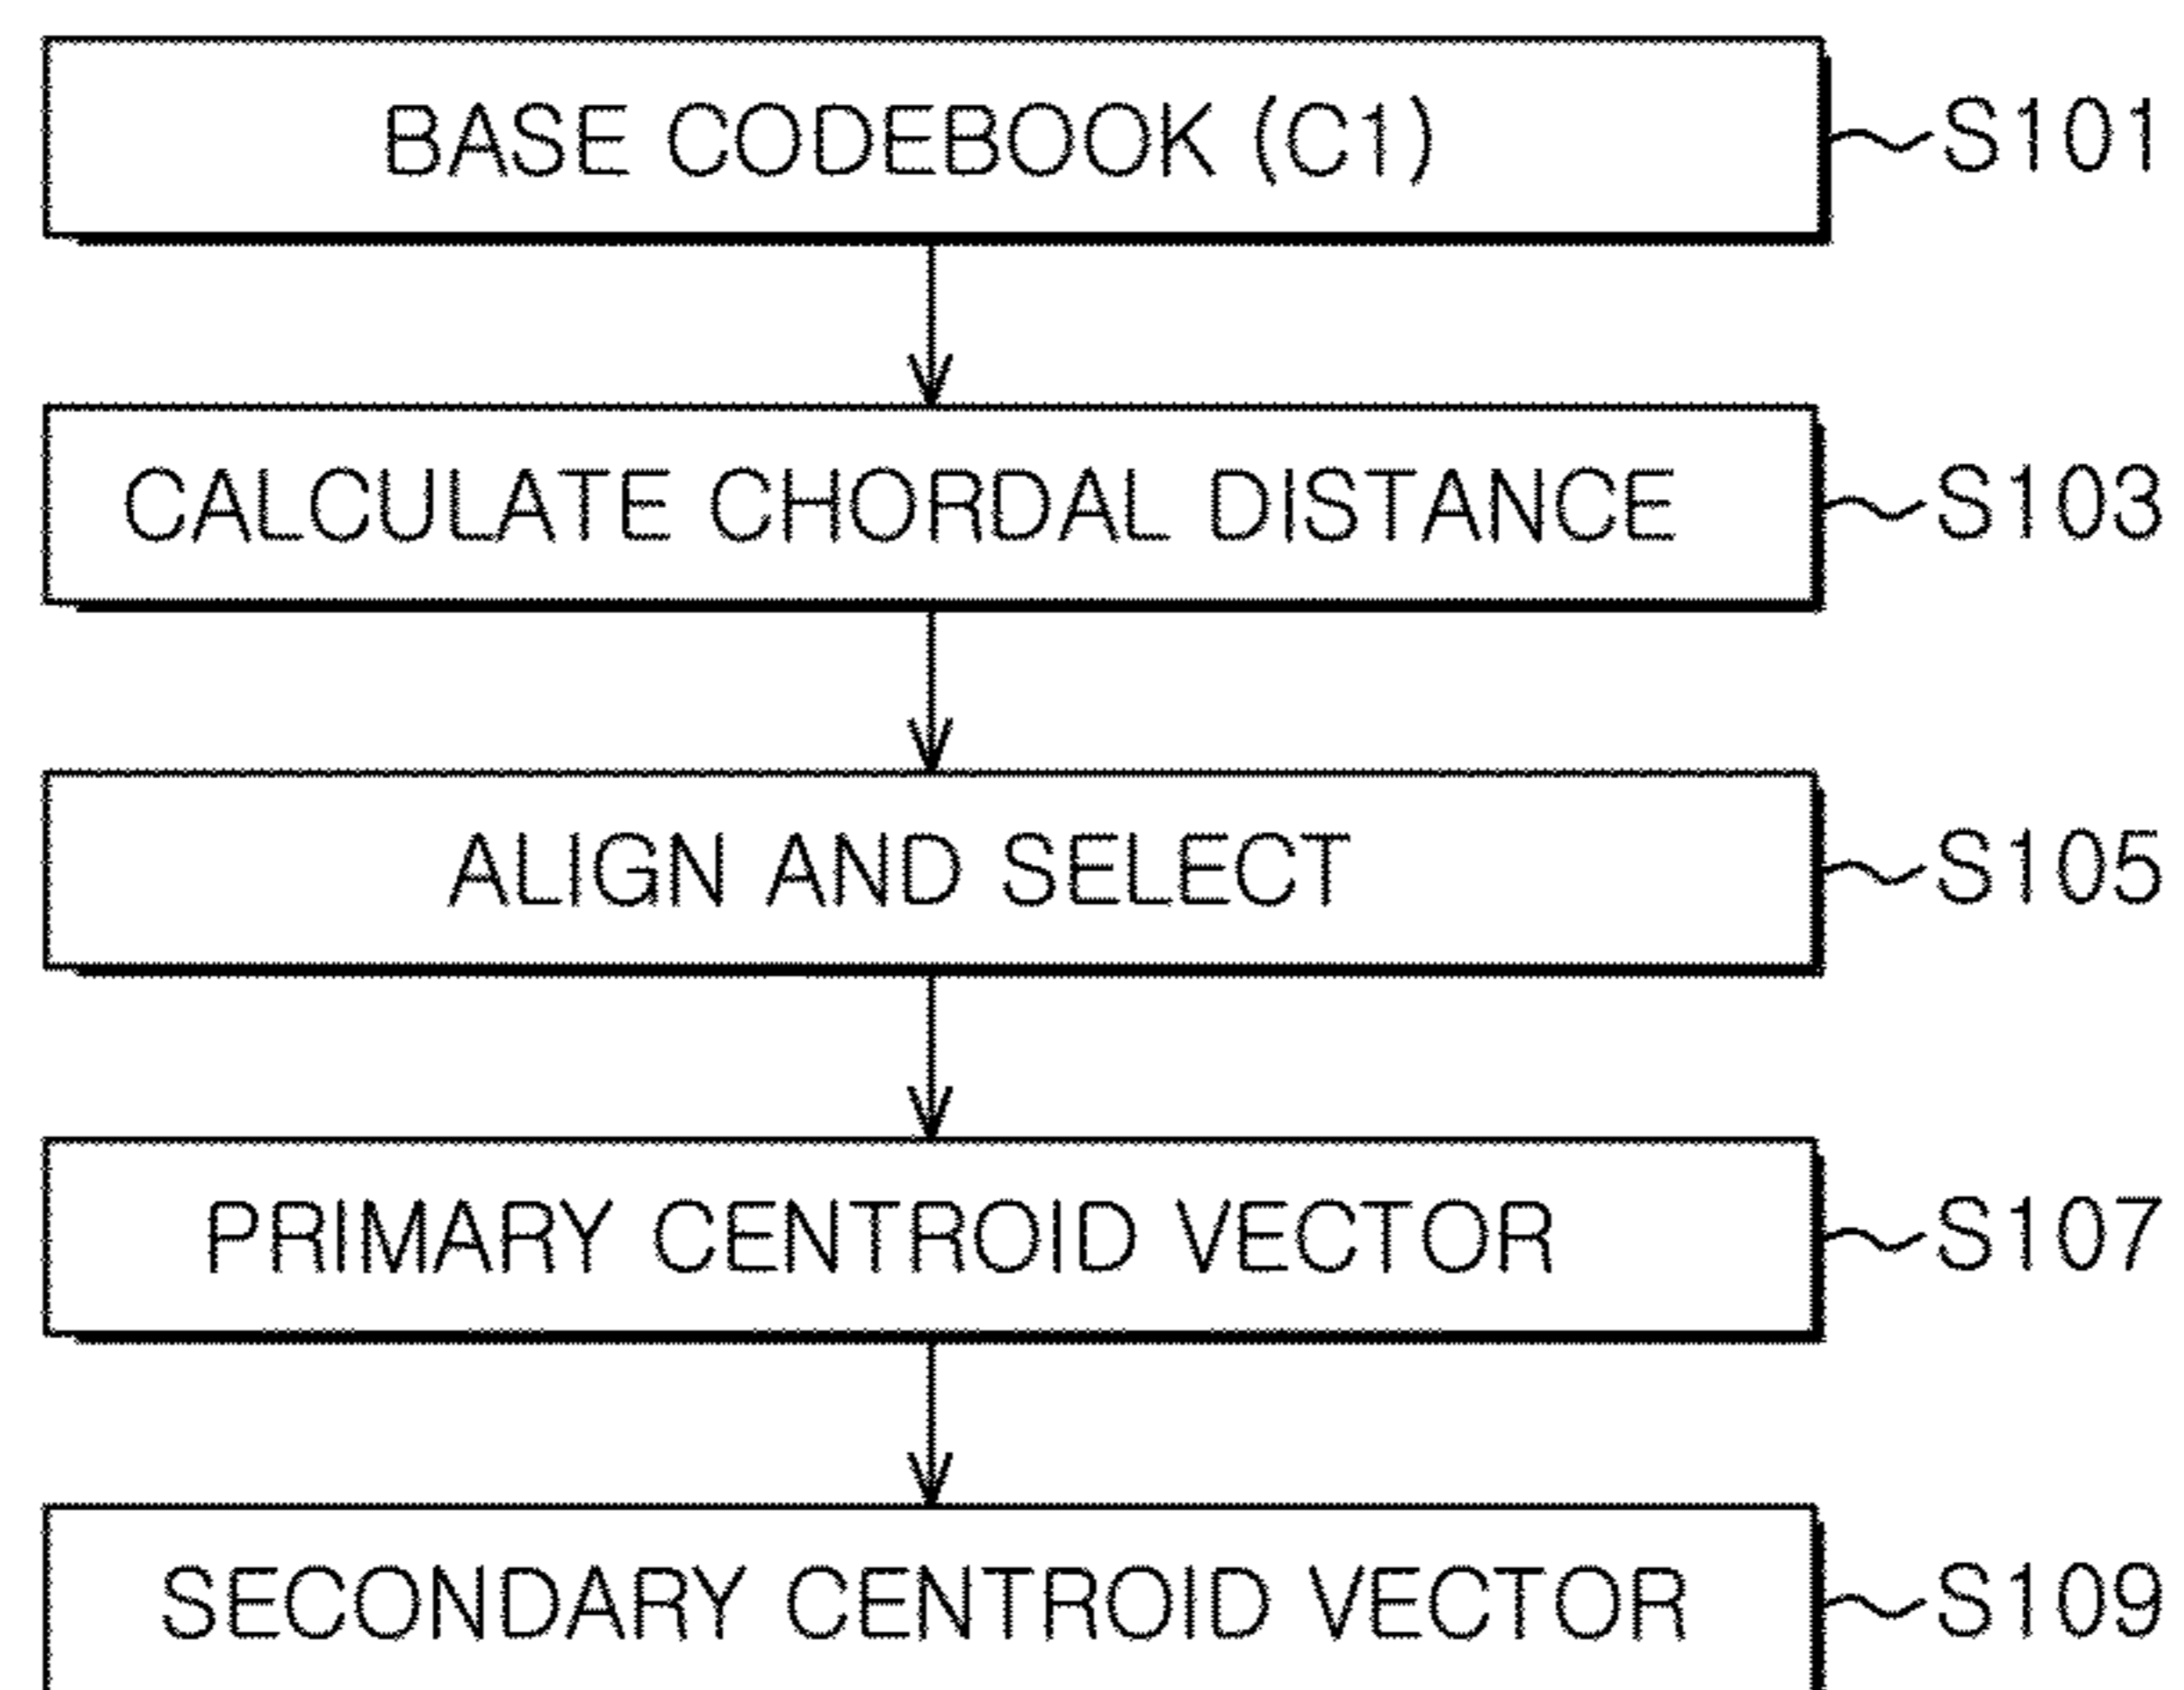 BASE CODEBOOK (C1) S101
CALCULATE CHORDAL DISTANCE S103
ALIGN AND SELECT S105
PRIMARY CENTROID VECTOR S107
SECONDARY CENTROID VECTOR S109